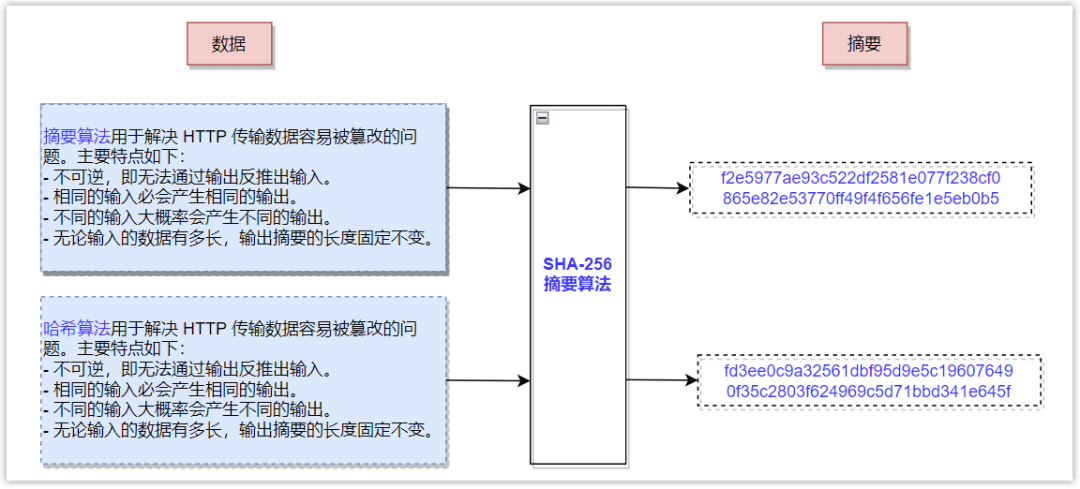 数据
摘要
摘要算法用于解决 HTTP 传输数据容易被篡改的问
题。主要特点如下：
- 不可逆，即无法通过输出反推出输入。
- 相同的输入必会产生相同的输出。
- 不同的输入大概率会产生不同的输出。
- 无论输入的数据有多长，输出摘要的长度固定不变。
SHA-256
摘要算法
f2e5977ae93c522df2581e077f238cf0
865e82e53770ff49f4f656fe1e5eb0b5
哈希算法用于解决 HTTP 传输数据容易被篡改的问
题。主要特点如下：
- 不可逆，即无法通过输出反推出输入。
- 相同的输入必会产生相同的输出。
- 不同的输入大概率会产生不同的输出。
- 无论输入的数据有多长，输出摘要的长度固定不变。
fd3ee0c9a32561dbf95d9e5c19607649
0f35c2803f624969c5d71bbd341e645f